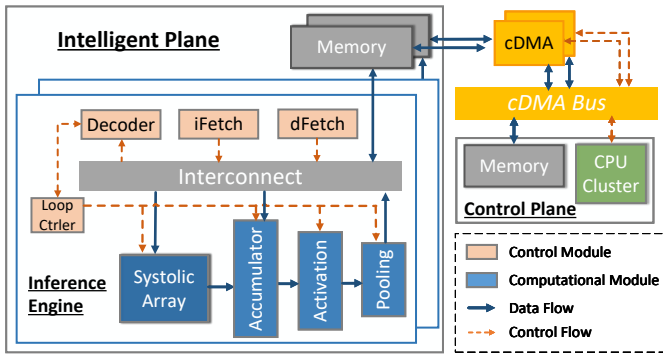 Intelligent Plane
Memory
cDMA
cDMA Bus
Decoder
iFetch
dFetch
Interconnect
Loop
Ctrler
Inference
Engine
Systolic
Array
Accumulator
Activation
Pooling
Memory
CPU
Cluster
Control Plane
Control Module
Computational Module
Data Flow
Control Flow